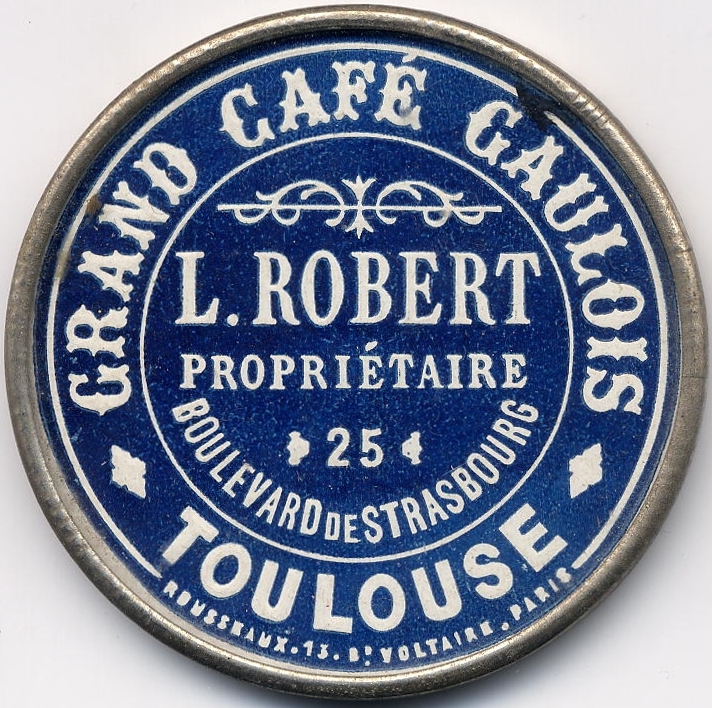 GRAND CAFÉ GAULOIS
L. ROBERT
PROPRIÉTAIRE
25
BOULEVARD DE STRASBOURG
TOULOUSE
ROUSSEAUX. 13. Bᴰ VOLTAIRE. PARIS